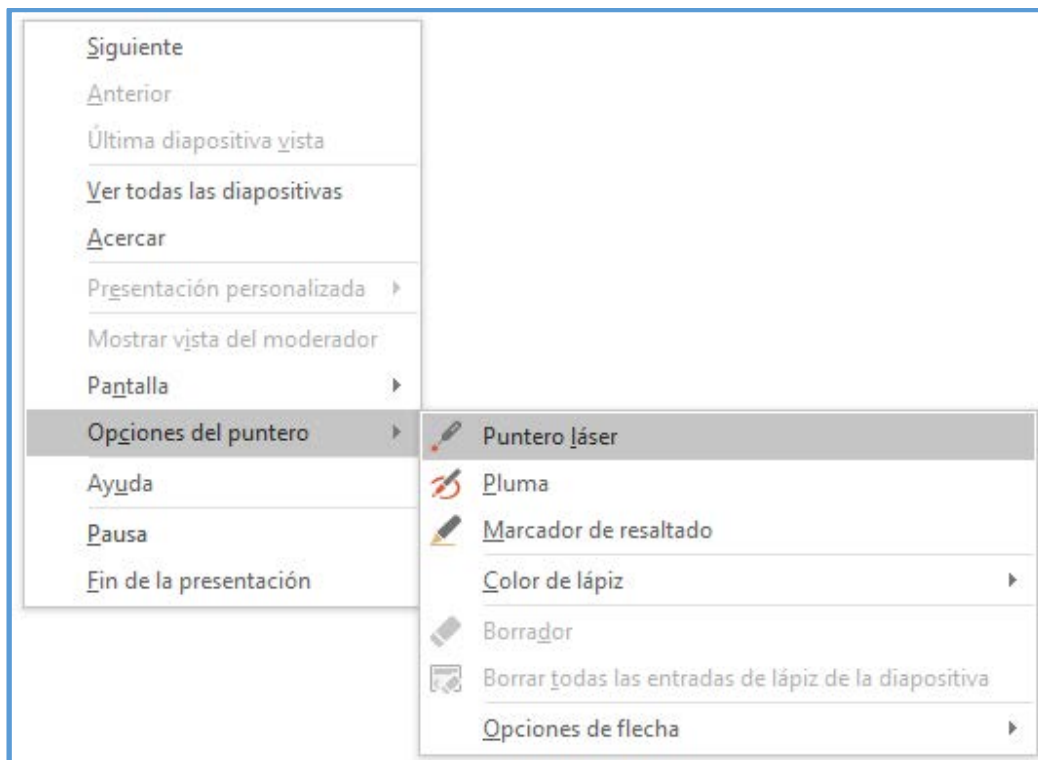 Siguiente
Anterior
Última diapositiva vista
Ver todas las diapositivas
Acercar
Presentación personalizada
Mostrar vista del moderador
Pantalla
Opciones del puntero
Ayuda
Pausa
Fin de la presentación
Puntero láser
Pluma
Marcador de resaltado
Color de lápiz
Borrador
Borrar todas las entradas de lápiz de la diapositiva
Opciones de flecha